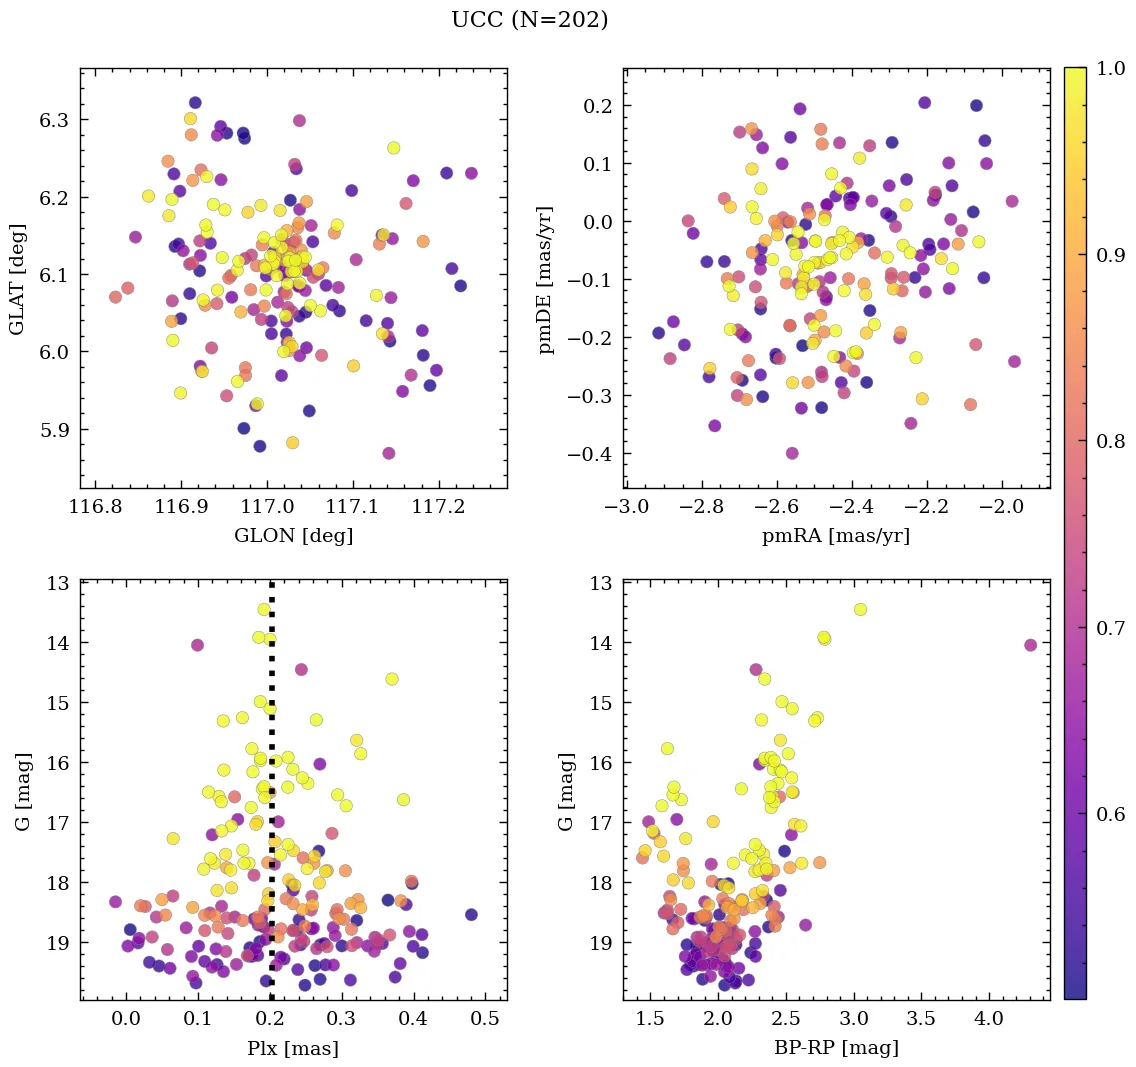 UCC (N=202)
6.3
6.2
6.1
6.0
5.9
GLAT [deg]
116.8 116.9 117.0 117.1 117.2
GLON [deg]
0.2
0.1
0.0
−0.1
−0.2
−0.3
−0.4
pmDE [mas/yr]
−3.0 −2.8 −2.6 −2.4 −2.2 −2.0
pmRA [mas/yr]
1.0
0.9
0.8
0.7
0.6
13
14
15
16
17
18
19
G [mag]
0.0 0.1 0.2 0.3 0.4 0.5
Plx [mas]
13
14
15
16
17
18
19
G [mag]
1.5 2.0 2.5 3.0 3.5 4.0
BP-RP [mag]